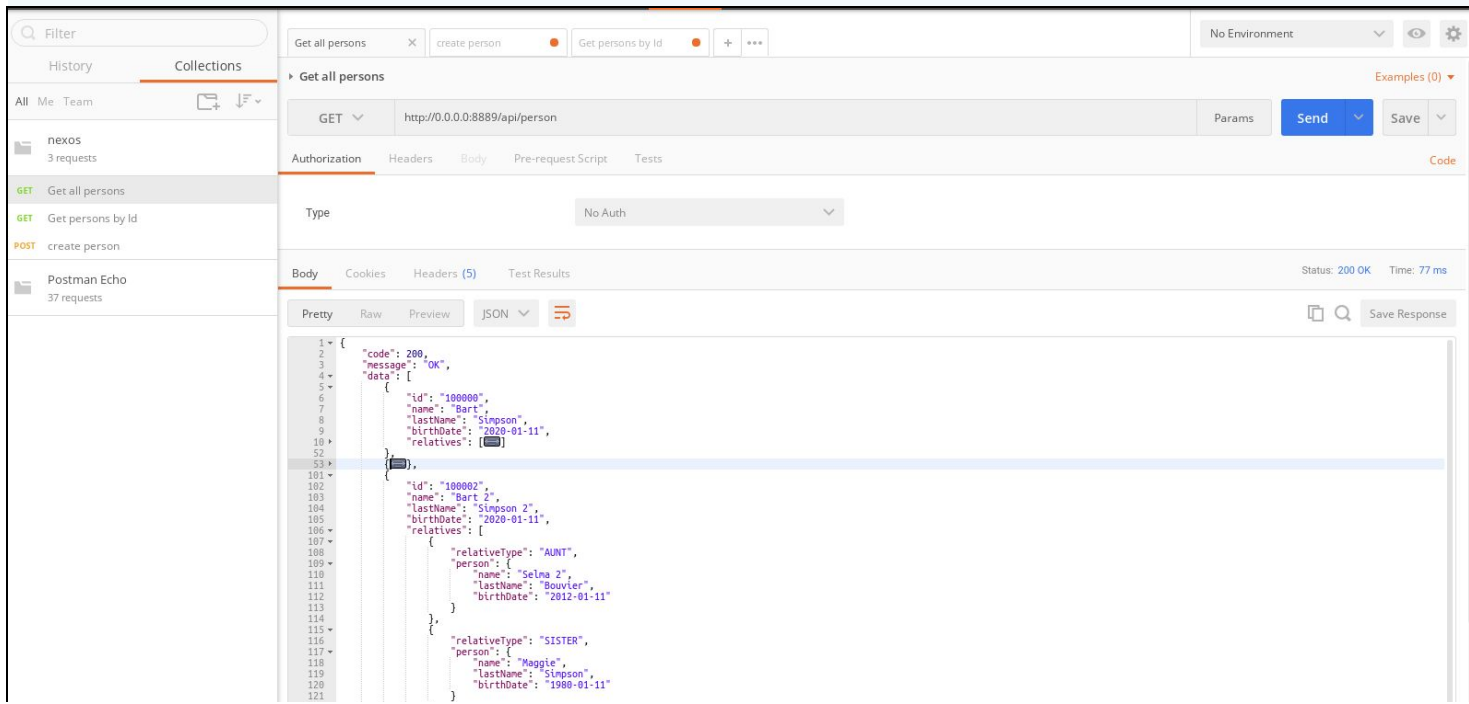 Filter
History Collections
All Me Team
nexos
3 requests
GET Get all persons
GET Get persons by Id
POST create person
Postman Echo
37 requests
Get all persons × create person Get persons by Id + •••
No Environment
Get all persons
Examples (0)
GET http://0.0.0.0:8889/api/person Params Send Save
Authorization Headers Body Pre-request Script Tests Code
Type No Auth
Body Cookies Headers (5) Test Results Status: 200 OK Time: 77 ms
Pretty Raw Preview JSON Save Response
1 {
2 "code": 200,
3 "message": "OK",
4 "data": [
5 {
6 "id": "100000",
7 "name": "Bart",
8 "lastName": "Simpson",
9 "birthDate": "2020-01-11",
10 "relatives": []
52 },
53 {},
101 {
102 "id": "100002",
103 "name": "Bart 2",
104 "lastName": "Simpson 2",
105 "birthDate": "2020-01-11",
106 "relatives": [
107 {
108 "relativeType": "AUNT",
109 "person": {
110 "name": "Selma 2",
111 "lastName": "Bouvier",
112 "birthDate": "2012-01-11"
113 }
114 },
115 {
116 "relativeType": "SISTER",
117 "person": {
118 "name": "Maggie",
119 "lastName": "Simpson",
120 "birthDate": "1980-01-11"
121 }